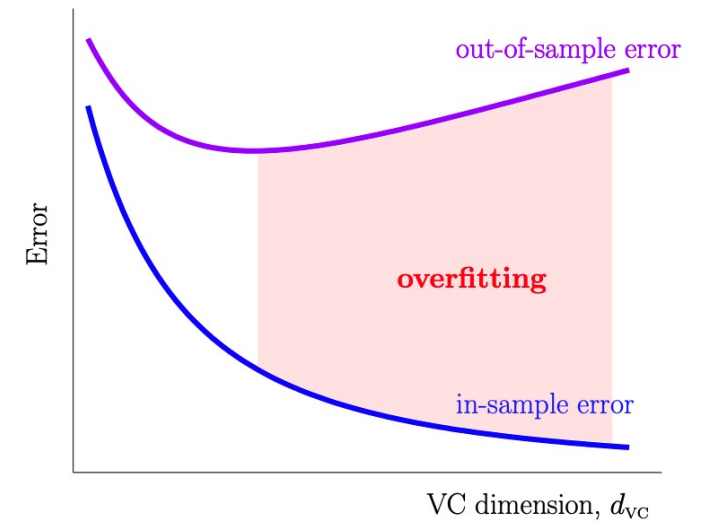 out-of-sample error
Error
overfitting
in-sample error
VC dimension, d_VC